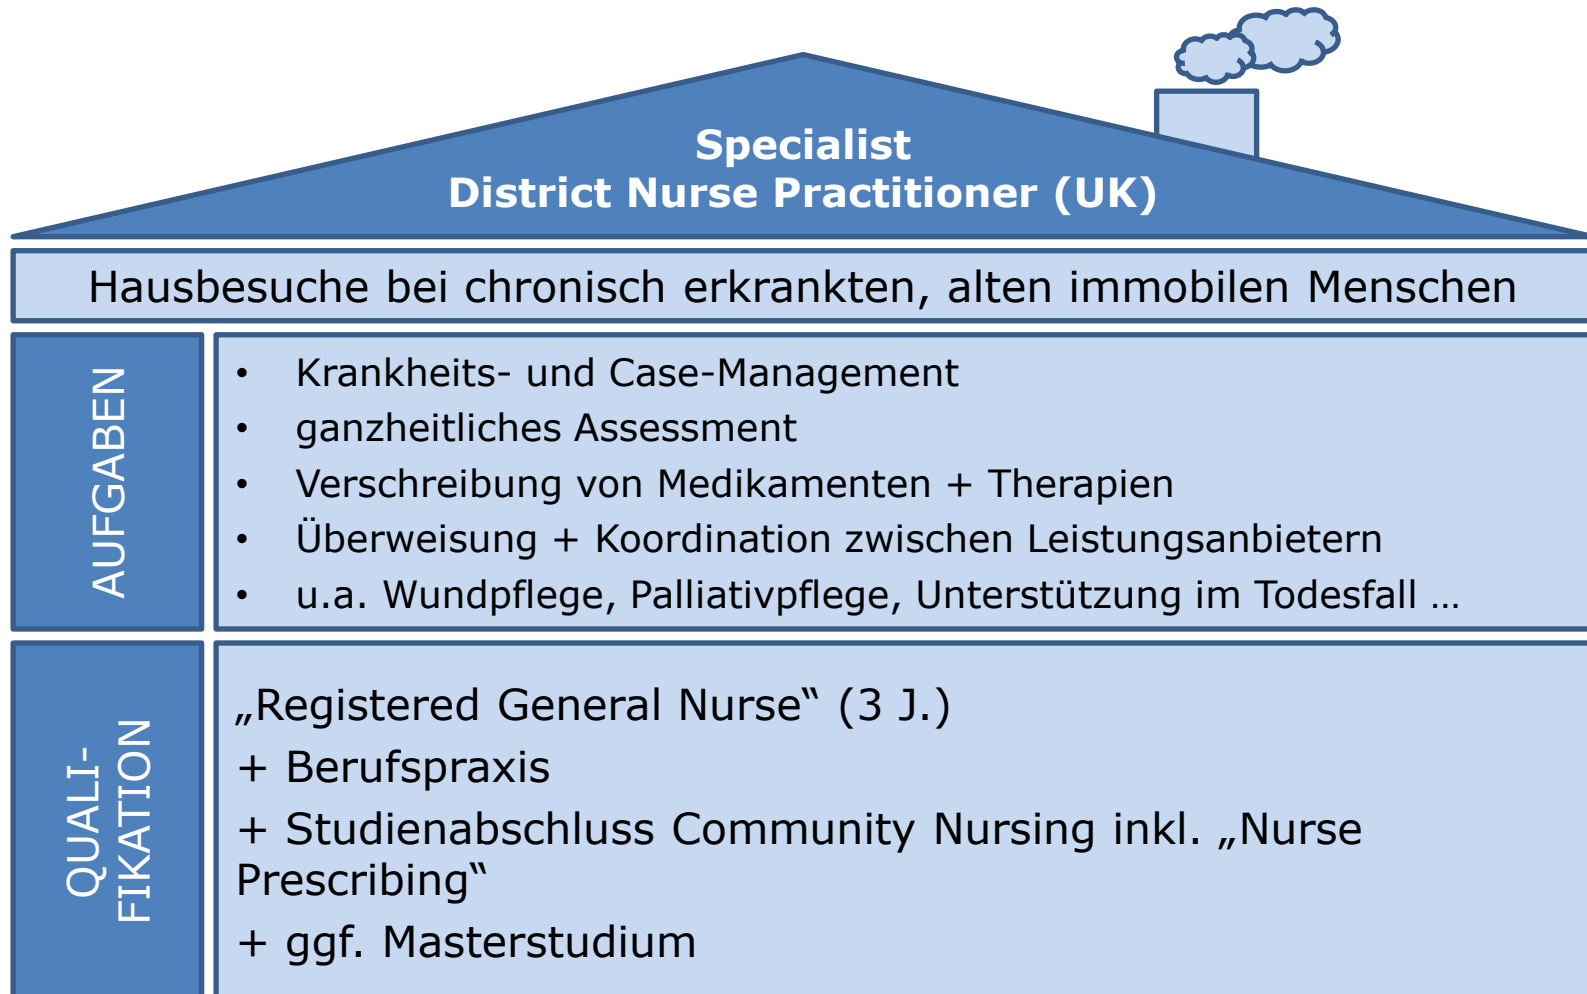 Specialist
District Nurse Practitioner (UK)
Hausbesuche bei chronisch erkrankten, alten immobilen Menschen
AUFGABEN
• Krankheits- und Case-Management
• ganzheitliches Assessment
• Verschreibung von Medikamenten + Therapien
• Überweisung + Koordination zwischen Leistungsanbietern
• u.a. Wundpflege, Palliativpflege, Unterstützung im Todesfall …
QUALI-
FIKATION
„Registered General Nurse“ (3 J.)
+ Berufspraxis
+ Studienabschluss Community Nursing inkl. „Nurse
Prescribing“
+ ggf. Masterstudium